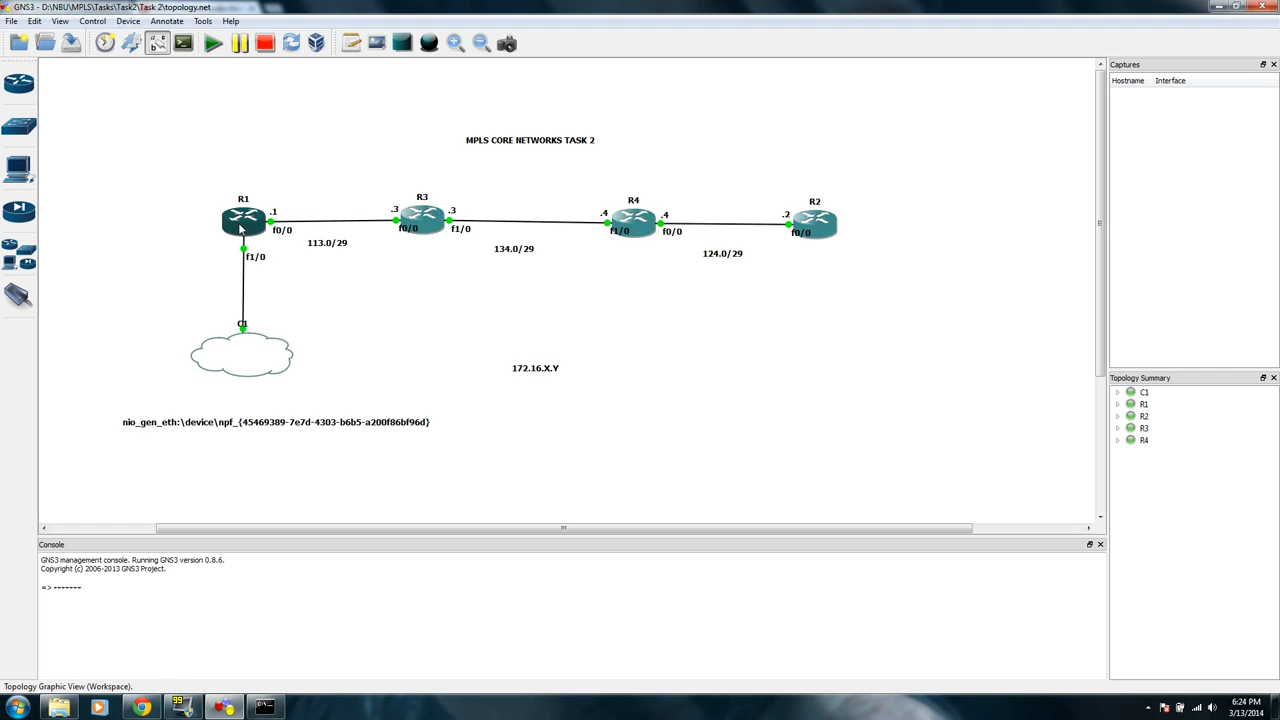 GNS3 - D:\NBU\MPLS\Tasks\Task2\Task 2\topology.net
File Edit View Control Device Annotate Tools Help
Captures
Hostname Interface
MPLS CORE NETWORKS TASK 2
R1 R3 R4 R2
.1 .3 .3 .4 .4 .2
f0/0 f0/0 f1/0 f1/0 f0/0 f0/0
113.0/29 134.0/29 124.0/29
f1/0
C1
172.16.X.Y
nio_gen_eth:\device\npf_{45469389-7e7d-4303-b6b5-a200f86bf96d}
Topology Summary
C1
R1
R2
R3
R4
Console
GNS3 management console. Running GNS3 version 0.8.6.
Copyright (c) 2006-2013 GNS3 Project.
=> -------
Topology Graphic View (Workspace).
99
6:24 PM
3/13/2014